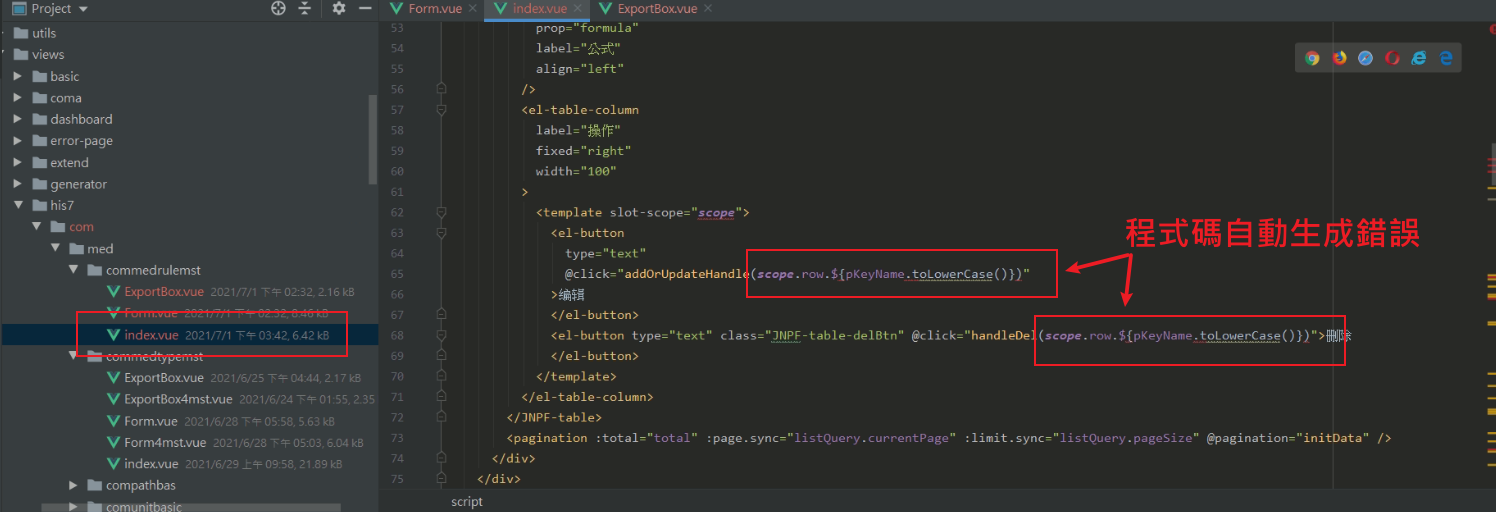 Project
Form.vue
index.vue
ExportBox.vue
utils
views
basic
coma
dashboard
error-page
extend
generator
his7
com
med
commedrulemst
ExportBox.vue 2021/7/1 下午 02:32, 2.16 kB
Form.vue 2021/7/1 下午 02:32, 8.46 kB
index.vue 2021/7/1 下午 03:42, 6.42 kB
commedtypemst
ExportBox.vue 2021/6/25 下午 04:44, 2.17 kB
ExportBox4mst.vue 2021/6/24 下午 01:55, 2.35
Form.vue 2021/6/28 下午 05:58, 5.63 kB
Form4mst.vue 2021/6/28 下午 05:03, 6.04 kB
index.vue 2021/6/29 上午 09:58, 21.89 kB
compathbas
comunitbasic
53 prop="formula"
54 label="公式"
55 align="left"
56 />
57 <el-table-column
58 label="操作"
59 fixed="right"
60 width="100"
61 >
62 <template slot-scope="scope">
63 <el-button
64 type="text"
65 @click="addOrUpdateHandle(scope.row.${pKeyName.toLowerCase()})"
66 >编辑
67 </el-button>
68 <el-button type="text" class="JNPF-table-delBtn" @click="handleDel(scope.row.${pKeyName.toLowerCase()})">删除
69 </el-button>
70 </template>
71 </el-table-column>
72 </JNPF-table>
73 <pagination :total="total" :page.sync="listQuery.currentPage" :limit.sync="listQuery.pageSize" @pagination="initData" />
74 </div>
75 </div>
程式碼自動生成錯誤
script